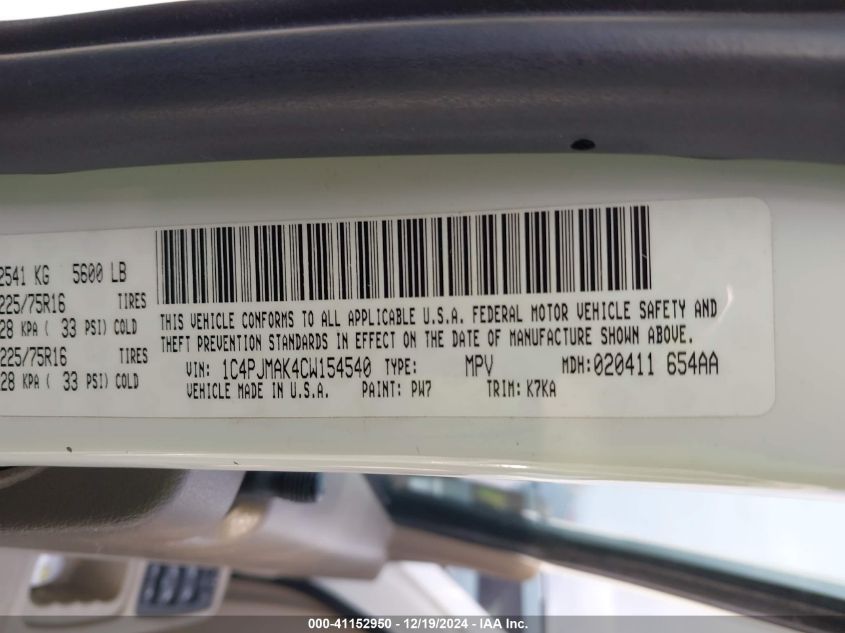 2541 KG 5600 LB
225/75R16 TIRES
28 KPA ( 33 PSI) COLD
225/75R16 TIRES
28 KPA ( 33 PSI) COLD
THIS VEHICLE CONFORMS TO ALL APPLICABLE U.S.A. FEDERAL MOTOR VEHICLE SAFETY AND
THEFT PREVENTION STANDARDS IN EFFECT ON THE DATE OF MANUFACTURE SHOWN ABOVE.
VIN: 1C4PJMAK4CW154540 TYPE: MPV MDH:020411 654AA
VEHICLE MADE IN U.S.A. PAINT: PW7 TRIM: K7KA
000-41152950 - 12/19/2024 - IAA Inc.